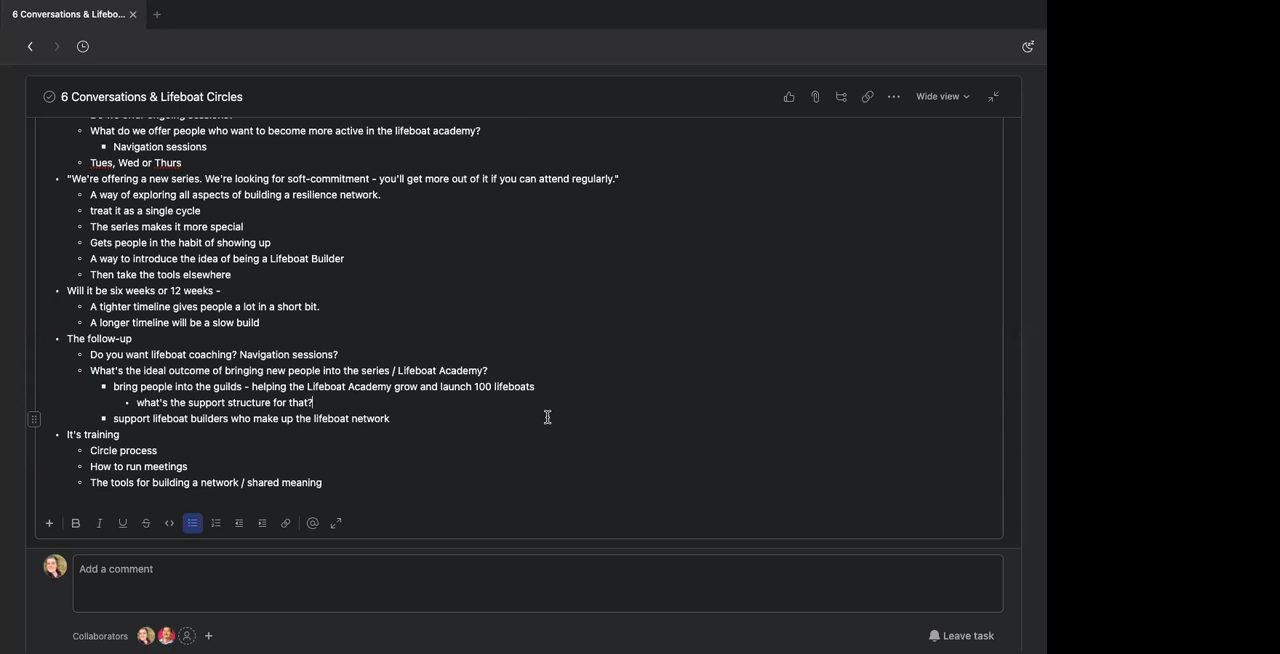 6 Conversations & Lifebo...
6 Conversations & Lifeboat Circles
Wide view
Do we offer ongoing sessions?
What do we offer people who want to become more active in the lifeboat academy?
Navigation sessions
Tues, Wed or Thurs
"We're offering a new series. We're looking for soft-commitment - you'll get more out of it if you can attend regularly."
A way of exploring all aspects of building a resilience network.
treat it as a single cycle
The series makes it more special
Gets people in the habit of showing up
A way to introduce the idea of being a Lifeboat Builder
Then take the tools elsewhere
Will it be six weeks or 12 weeks -
A tighter timeline gives people a lot in a short bit.
A longer timeline will be a slow build
The follow-up
Do you want lifeboat coaching? Navigation sessions?
What's the ideal outcome of bringing new people into the series / Lifeboat Academy?
bring people into the guilds - helping the Lifeboat Academy grow and launch 100 lifeboats
what's the support structure for that?
support lifeboat builders who make up the lifeboat network
It's training
Circle process
How to run meetings
The tools for building a network / shared meaning
Add a comment
Collaborators
Leave task